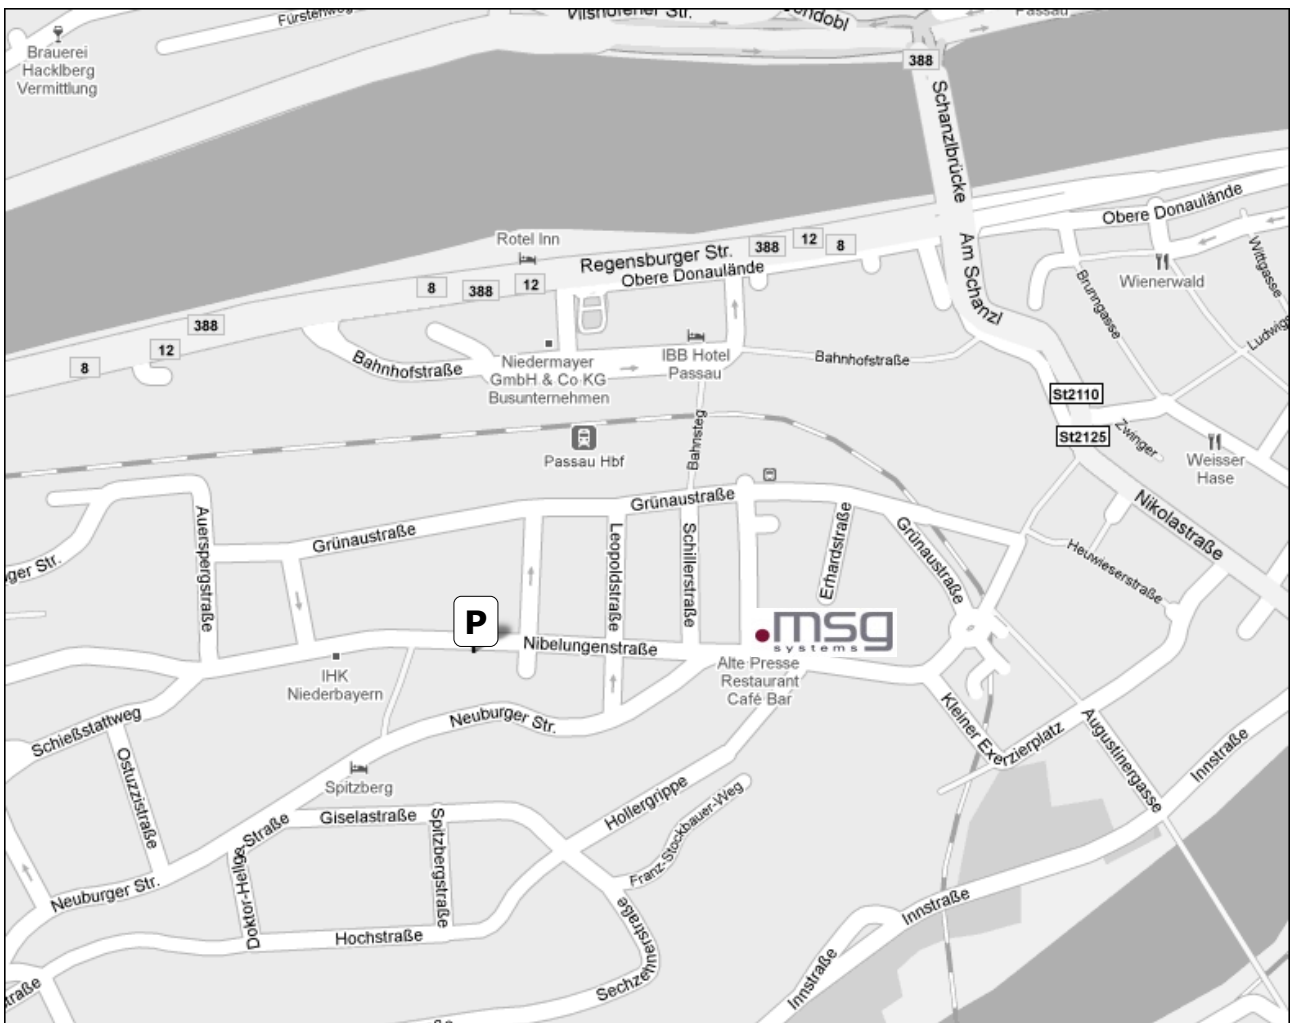 Fürstenweg
Vilshofener Str.
Passau
Brauerei
Hacklberg
Vermittlung
388
Schanzlbrücke
Obere Donaulände
Rotel Inn
Regensburger Str.
388
12
8
Am Schanzl
Obere Donaulände
8
388
12
Wienerwald
Wittgasse
Brunngasse
388
12
8
Bahnhofstraße
Niedermayer
GmbH & Co KG
Busunternehmen
IBB Hotel
Passau
Bahnhofstraße
St2110
St2125
Zwinger
Weisser
Hase
Bahnsteg
Passau Hbf
Grünaustraße
Nikolastraße
Auerspergstraße
Grünaustraße
Leopoldstraße
Schillerstraße
Erhardstraße
Grünaustraße
Heuwieserstraße
P
Nibelungenstraße
.msg
systems
IHK
Niederbayern
Alte Presse
Restaurant
Café Bar
Schießstattweg
Neuburger Str.
Kleiner Exerzierplatz
Augustinergasse
Innstraße
Ostuzzistraße
Spitzberg
Giselastraße
Spitzbergstraße
Hollergrippe
Franz-Stockbauer-Weg
Straße
Neuburger Str.
Hochstraße
Sechzehnerstraße
Innstraße
Innstraße